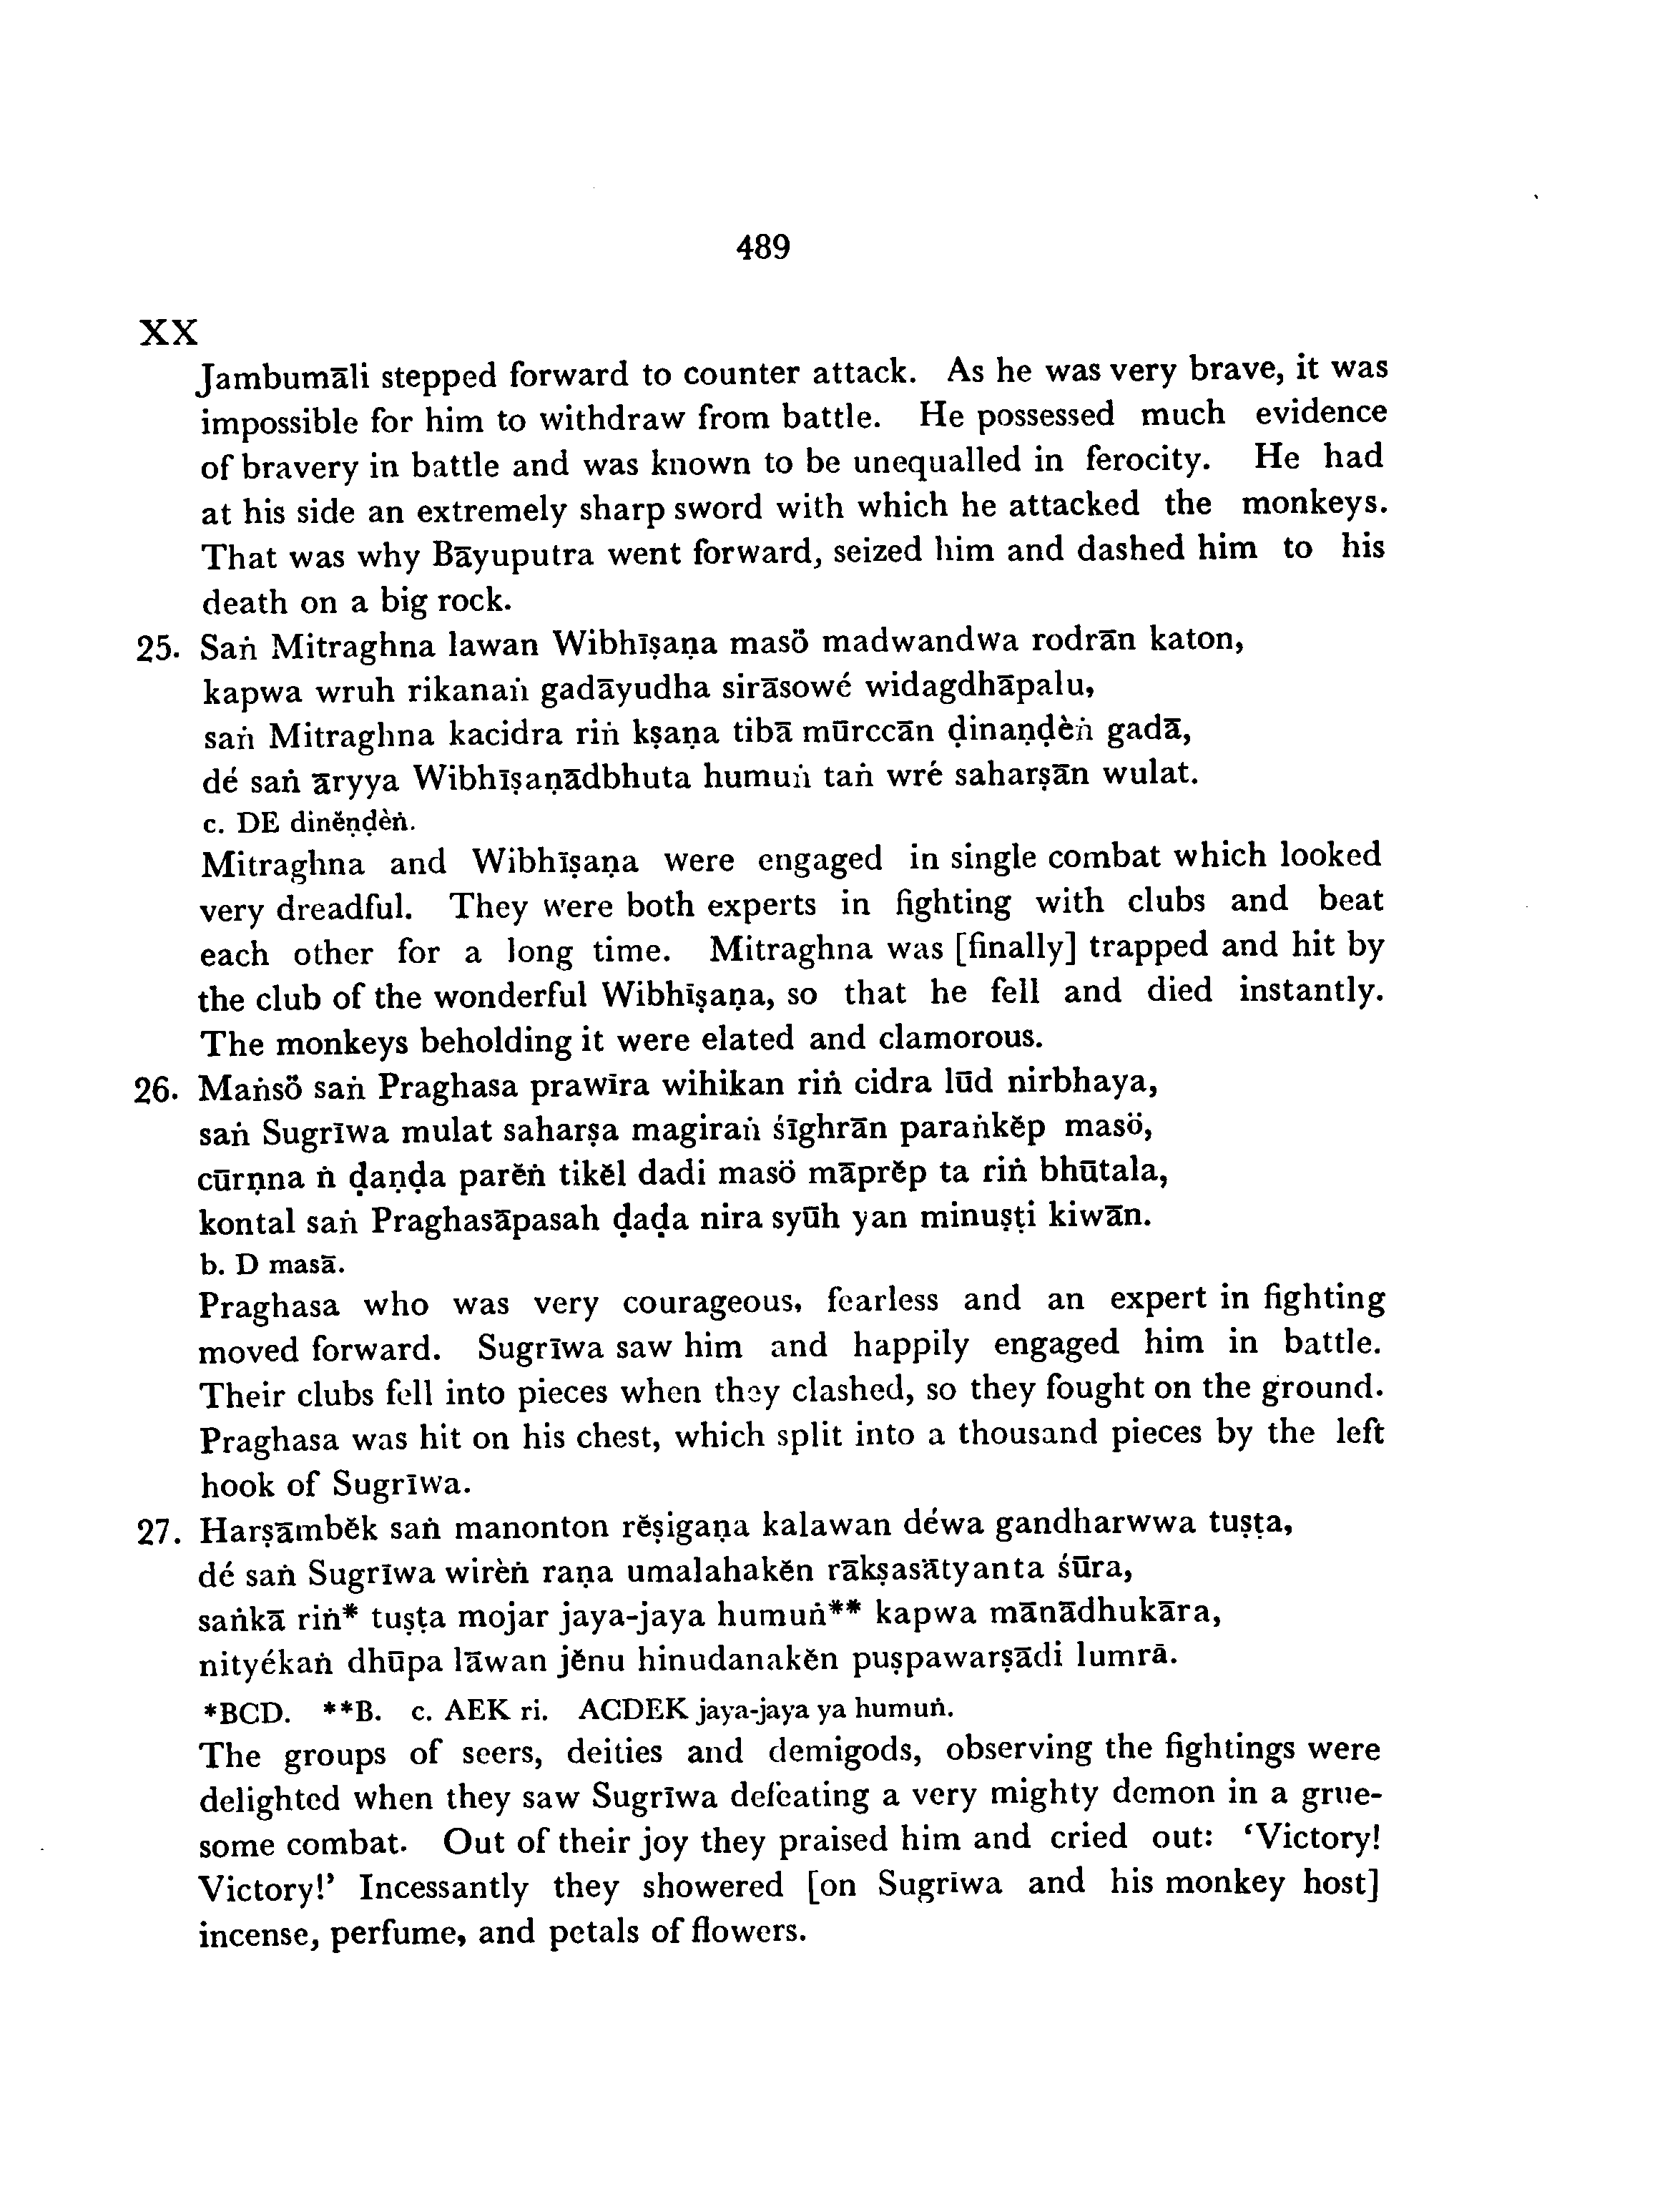 489
XX
Jambumāli stepped forward to counter attack. As he was very brave, it was
impossible for him to withdraw from battle. He possessed much evidence
of bravery in battle and was known to be unequalled in ferocity. He had
at his side an extremely sharp sword with which he attacked the monkeys.
That was why Bāyuputra went forward, seized him and dashed him to his
death on a big rock.
25. Saṅ Mitraghna lawan Wibhīṣaṇa masö madwandwa rodrān katon,
kapwa wruh rikanaṅ gadāyudha sirāsowé widagdhāpalu,
saṅ Mitraghna kacidra riṅ kṣaṇa tibā mūrccān ḍinaṇḍèṅ gadā,
dé saṅ āryya Wibhīṣaṇādbhuta humuṅ taṅ wré saharṣān wulat.
c. DE dinĕṇḍèṅ.
Mitraghna and Wibhīṣaṇa were engaged in single combat which looked
very dreadful. They were both experts in fighting with clubs and beat
each other for a long time. Mitraghna was [finally] trapped and hit by
the club of the wonderful Wibhīṣaṇa, so that he fell and died instantly.
The monkeys beholding it were elated and clamorous.
26. Maṅsö saṅ Praghasa prawīra wihikan riṅ cidra lūd nirbhaya,
saṅ Sugrīwa mulat saharṣa magiraṅ śīghrān paraṅkĕp masö,
cūrṇna ṅ ḍaṇḍa parĕṅ tikĕl dadi masö māprĕp ta riṅ bhūtala,
kontal saṅ Praghasāpasah ḍaḍa nira syūh yan minuṣṭi kiwān.
b. D masā.
Praghasa who was very courageous, fearless and an expert in fighting
moved forward. Sugrīwa saw him and happily engaged him in battle.
Their clubs fell into pieces when they clashed, so they fought on the ground.
Praghasa was hit on his chest, which split into a thousand pieces by the left
hook of Sugrīwa.
27. Harṣāmbĕk saṅ manonton rĕṣigaṇa kalawan déwa gandharwwa tuṣṭa,
dé saṅ Sugrīwa wirèṅ raṇa umalahakĕn rākṣasātyanta śūra,
saṅkā riṅ* tuṣṭa mojar jaya-jaya humuṅ** kapwa mānādhukāra,
nityékaṅ dhūpa lāwan jĕnu hinudanakĕn puṣpawarṣādi lumrā.
*BCD. **B. c. AEK ri. ACDEK jaya-jaya ya humuṅ.
The groups of seers, deities and demigods, observing the fightings were
delighted when they saw Sugrīwa defeating a very mighty demon in a grue-
some combat. Out of their joy they praised him and cried out: ‘Victory!
Victory!’ Incessantly they showered [on Sugrīwa and his monkey host]
incense, perfume, and petals of flowers.